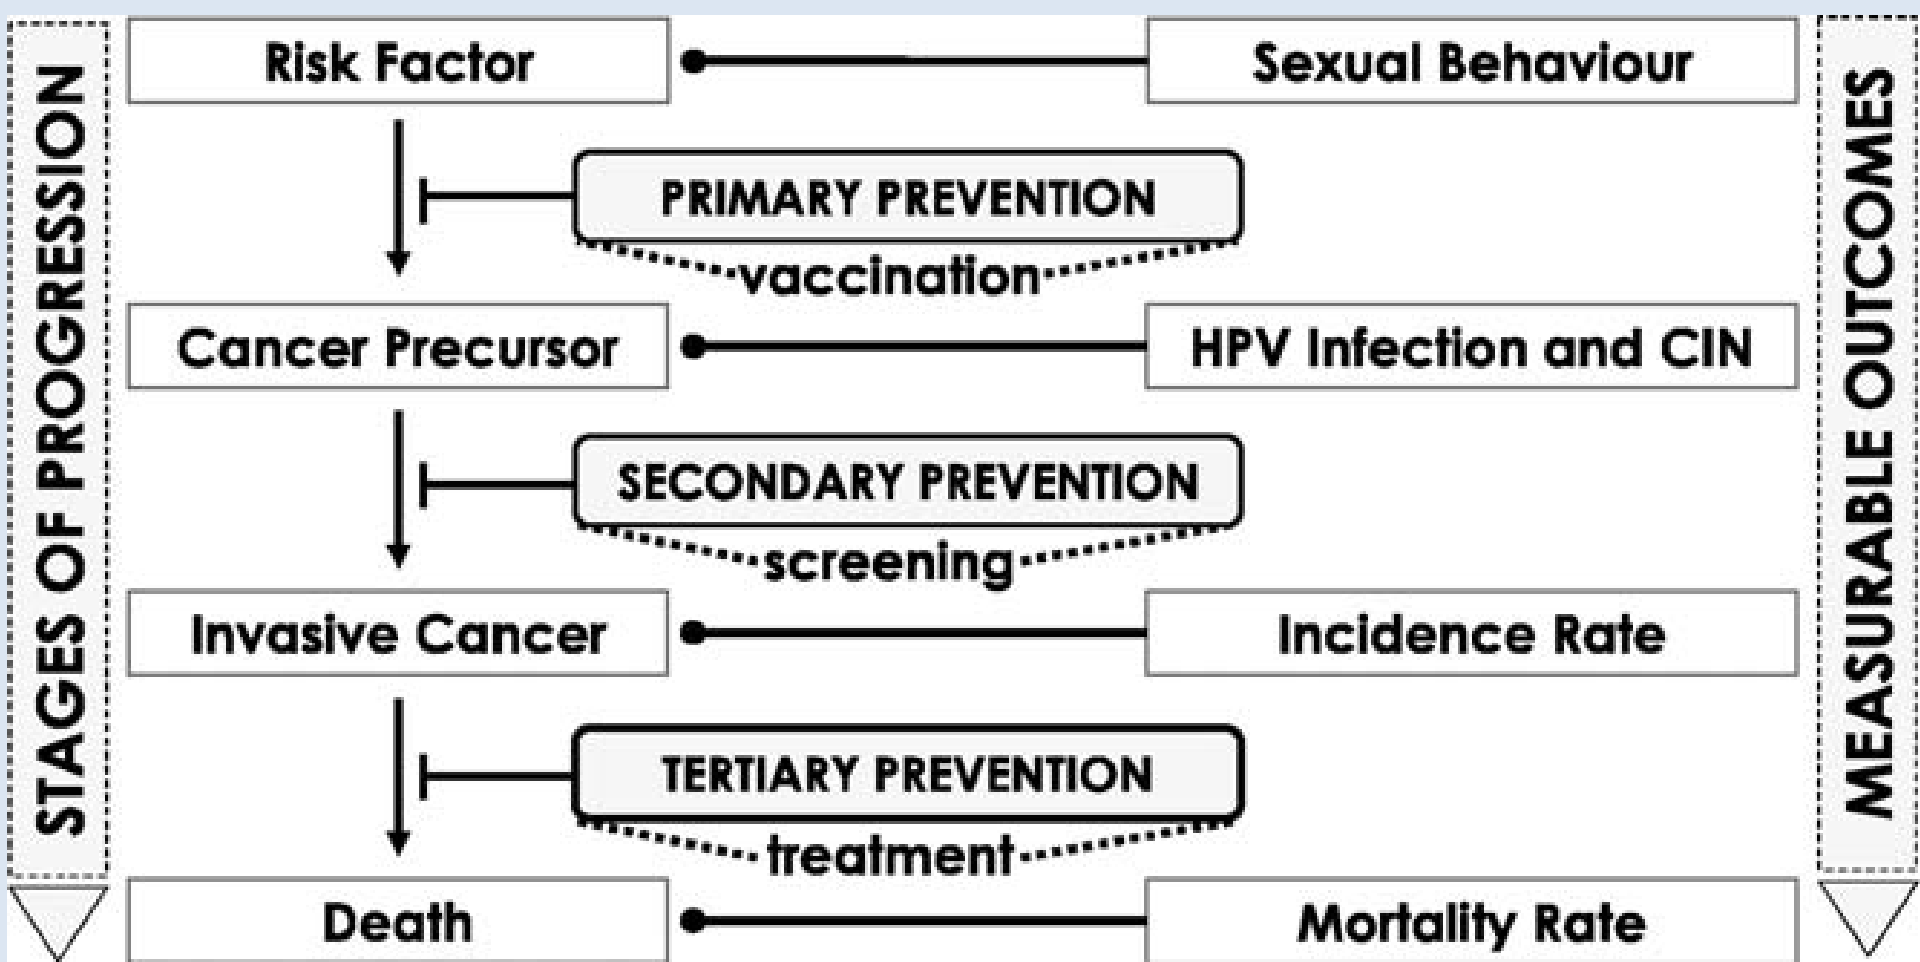 STAGES OF PROGRESSION
MEASURABLE OUTCOMES
Risk Factor
Sexual Behaviour
PRIMARY PREVENTION
vaccination
Cancer Precursor
HPV Infection and CIN
SECONDARY PREVENTION
screening
Invasive Cancer
Incidence Rate
TERTIARY PREVENTION
treatment
Death
Mortality Rate